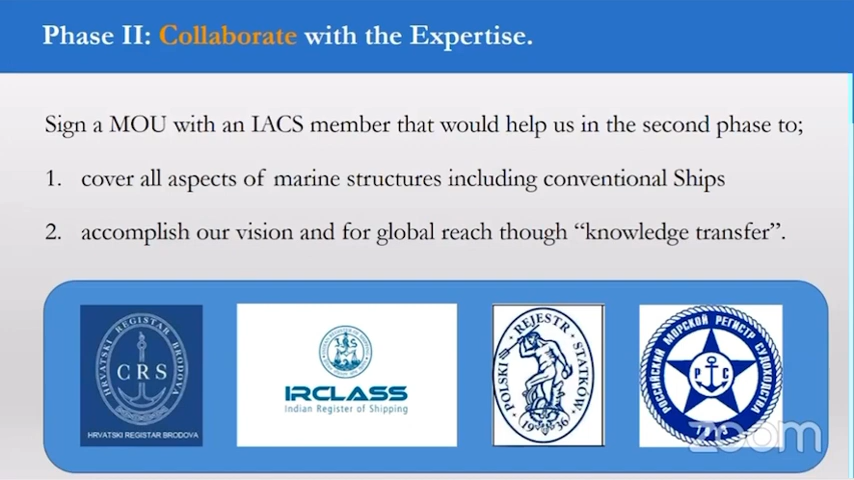 Phase II: Collaborate with the Expertise.
Sign a MOU with an IACS member that would help us in the second phase to;
1. cover all aspects of marine structures including conventional Ships
2. accomplish our vision and for global reach though “knowledge transfer”.
HRVATSKI REGISTAR BRODOVA
CRS
HRVATSKI REGISTAR BRODOVA
IRCLASS
Indian Register of Shipping
POLSKI REJESTR STATKÓW
1936
РОССИЙСКИЙ МОРСКОЙ РЕГИСТР СУДОХОДСТВА
Р С
1913
zoom